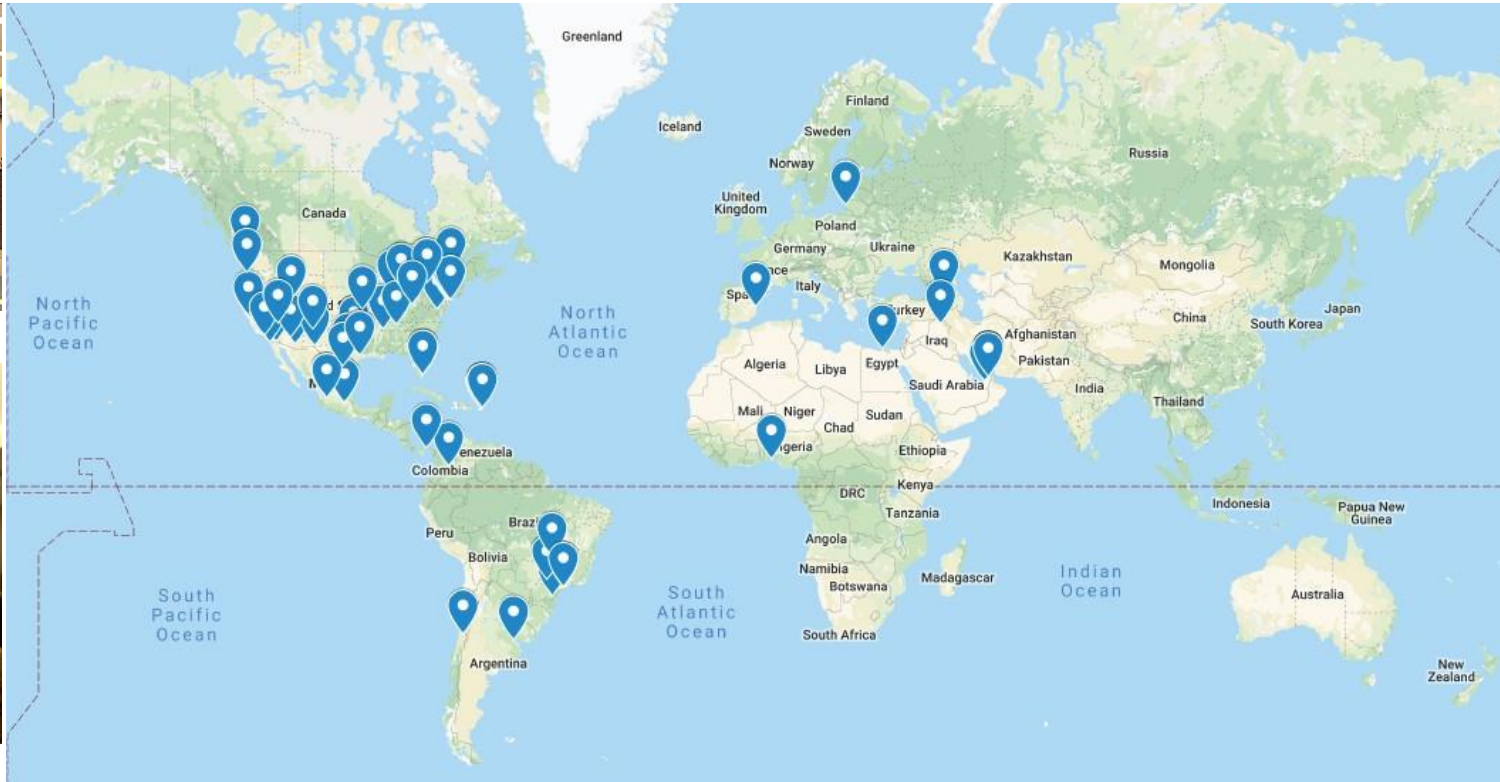 Greenland
Finland
Iceland
Sweden
Norway
Russia
United
Kingdom
Canada
Poland
Germany
Ukraine
Kazakhstan
Mongolia
Italy
North
Pacific
Ocean
North
Atlantic
Ocean
Japan
China
South Korea
Afghanistan
Iraq
Pakistan
Algeria
Libya
Egypt
Saudi Arabia
India
Thailand
Mali
Niger
Chad
Sudan
Ethiopia
enezuela
Colombia
Kenya
DRC
Tanzania
Indonesia
Papua New
Guinea
Peru
Angola
Bolivia
Namibia
Botswana
Madagascar
Indian
Ocean
South
Pacific
Ocean
South
Atlantic
Ocean
Australia
South Africa
Argentina
New
Zealand